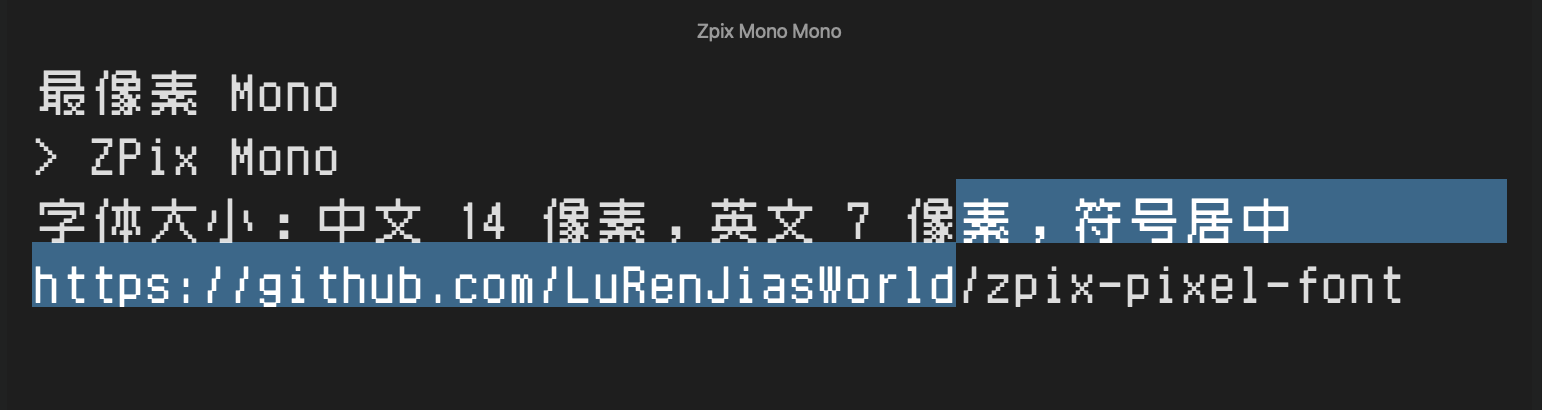 Zpix Mono Mono
最像素 Mono
> ZPix Mono
字体大小：中文 14 像素，英文 7 像素，符号居中
https://github.com/LuRenJiasWorld/zpix-pixel-font